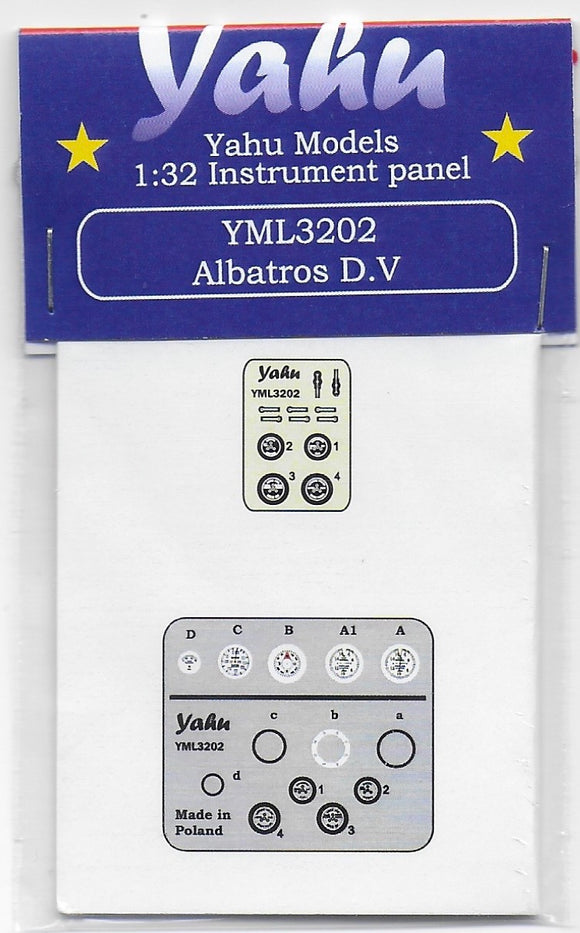 Yahu
Yahu Models
1:32 Instrument panel
YML3202
Albatros D.V
Yahu
YML3202
2 1
3 4
D C B A1 A
Yahu
YML3202
c b a
d
1 2
4 3
Made in
Poland